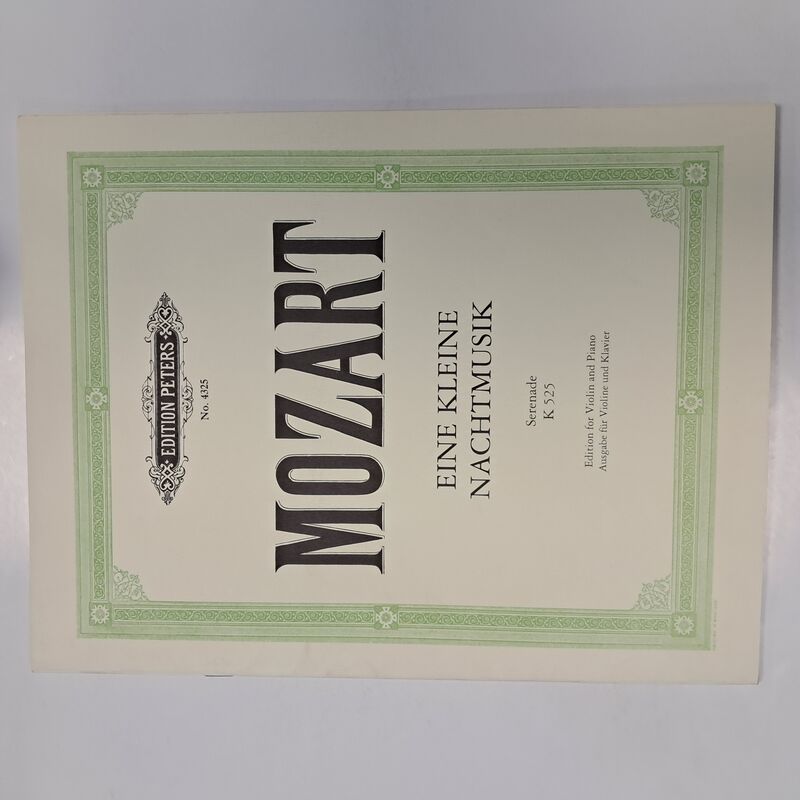 EDITION PETERS
No. 4325
MOZART
EINE KLEINE
NACHTMUSIK
Serenade
K 525
Edition for Violin and Piano
Ausgabe für Violine und Klavier